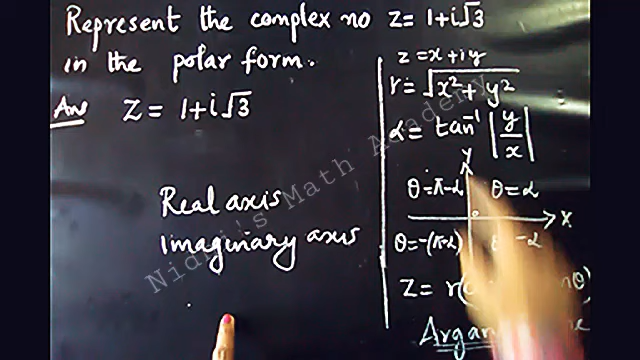 Represent the complex no Z = 1+i√3
in the polar form.
Ans Z = 1+i√3
Real axis
Imaginary axis
z = x+iy
r = √x²+y²
α = tan⁻¹ |y/x|
Y
θ = π-α θ = α
X
θ = -(π-α) -α
Z = r( θ)
Argan
Nidhi's Math Academy